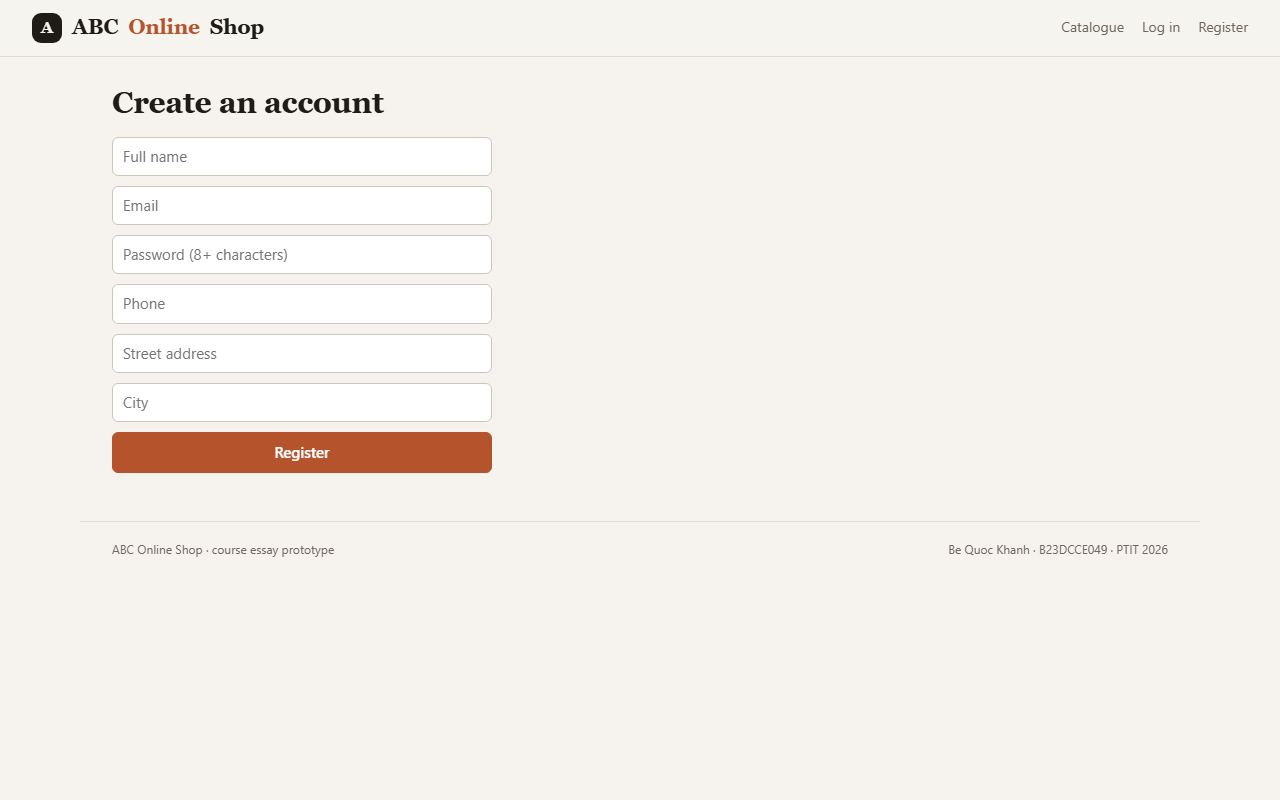 A ABC Online Shop
Catalogue Log in Register
Create an account
Full name
Email
Password (8+ characters)
Phone
Street address
City
Register
ABC Online Shop · course essay prototype
Be Quoc Khanh · B23DCCE049 · PTIT 2026